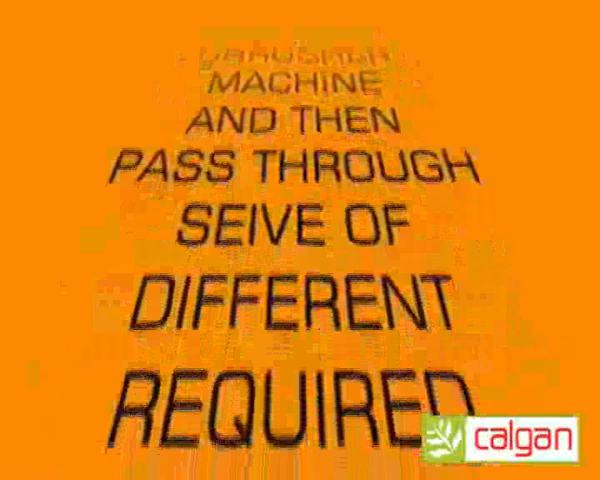 MACHINE
AND THEN
PASS THROUGH
SEIVE OF
DIFFERENT
REQUIRED
calgan